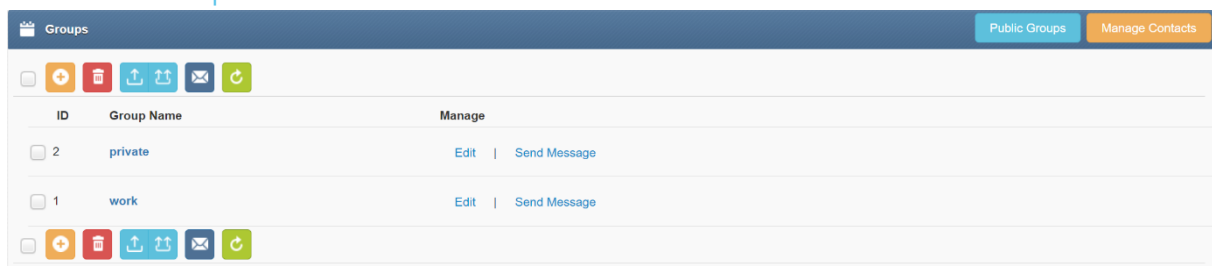 Groups Public Groups Manage Contacts
ID Group Name Manage
2 private Edit | Send Message
1 work Edit | Send Message